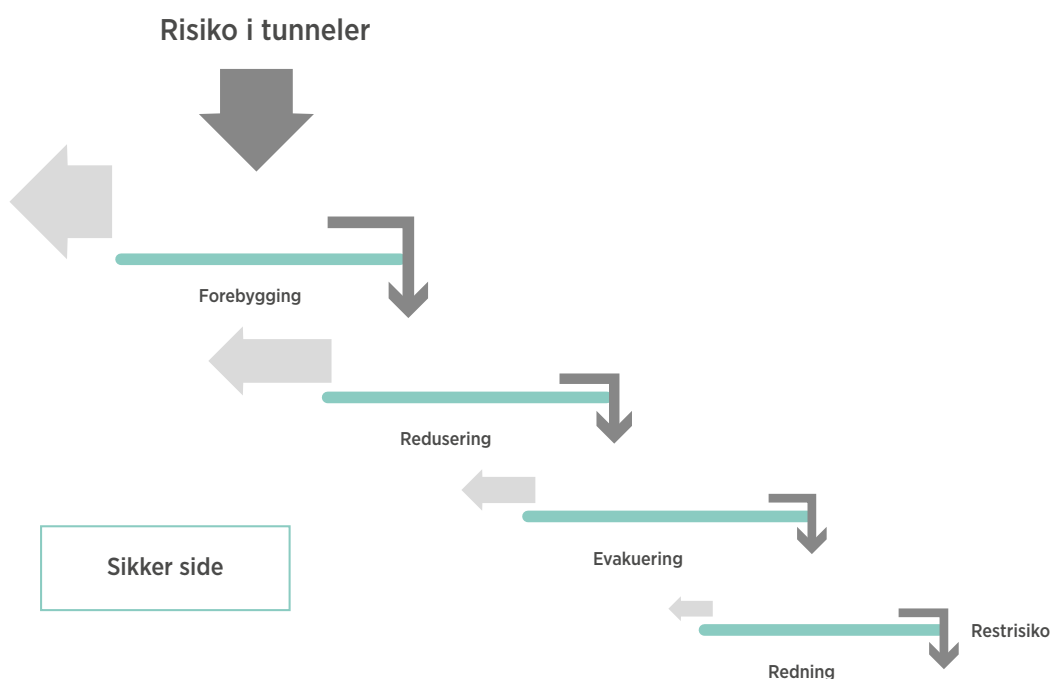 Risiko i tunneler
Forebygging
Redusering
Evakuering
Sikker side
Restrisiko
Redning